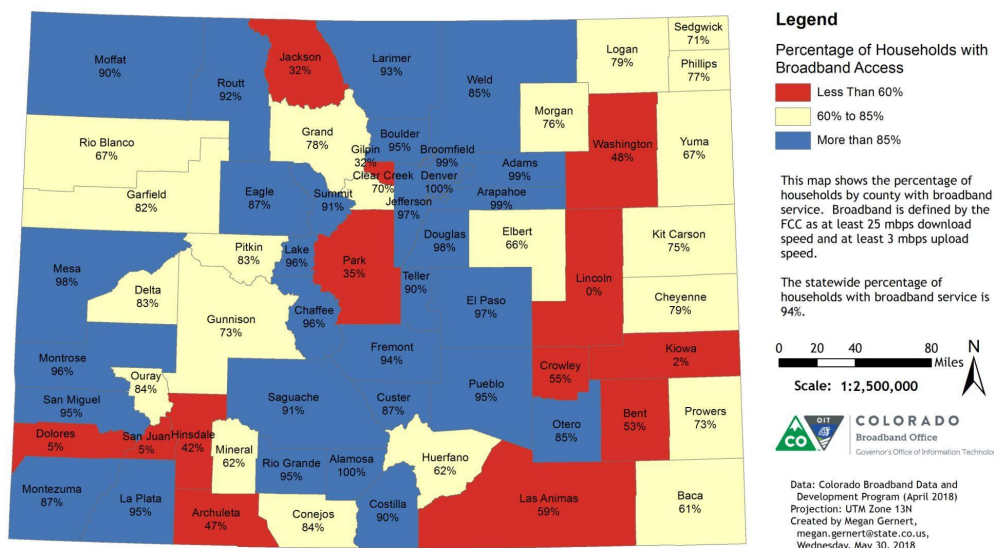 Moffat
90%
Routt
92%
Jackson
32%
Larimer
93%
Weld
85%
Logan
79%
Sedgwick
71%
Phillips
77%
Morgan
76%
Washington
48%
Yuma
67%
Rio Blanco
67%
Grand
78%
Boulder
95%
Gilpin
32%
Broomfield
99%
Clear Creek
70%
Denver
100%
Adams
99%
Jefferson
97%
Arapahoe
99%
Garfield
82%
Eagle
87%
Summit
91%
Douglas
98%
Elbert
66%
Kit Carson
75%
Mesa
98%
Pitkin
83%
Lake
96%
Park
35%
Teller
90%
Lincoln
0%
Delta
83%
Gunnison
73%
Chaffee
96%
El Paso
97%
Cheyenne
79%
Montrose
96%
Ouray
84%
Fremont
94%
Crowley
55%
Kiowa
2%
San Miguel
95%
Saguache
91%
Custer
87%
Pueblo
95%
Otero
85%
Bent
53%
Prowers
73%
Dolores
5%
San Juan
5%
Hinsdale
42%
Mineral
62%
Rio Grande
95%
Alamosa
100%
Huerfano
62%
Montezuma
87%
La Plata
95%
Archuleta
47%
Conejos
84%
Costilla
90%
Las Animas
59%
Baca
61%
Legend
Percentage of Households with
Broadband Access
Less Than 60%
60% to 85%
More than 85%
This map shows the percentage of
households by county with broadband
service. Broadband is defined by the
FCC as at least 25 mbps download
speed and at least 3 mbps upload
speed.
The statewide percentage of
households with broadband service is
94%.
0 20 40 80
Miles
N
Scale: 1:2,500,000
CO
OIT
COLORADO
Broadband Office
Governor's Office of Information Technolo
Data: Colorado Broadband Data and
Development Program (April 2018)
Projection: UTM Zone 13N
Created by Megan Gernert,
megan.gernert@state.co.us,
Wednesday, May 30, 2018